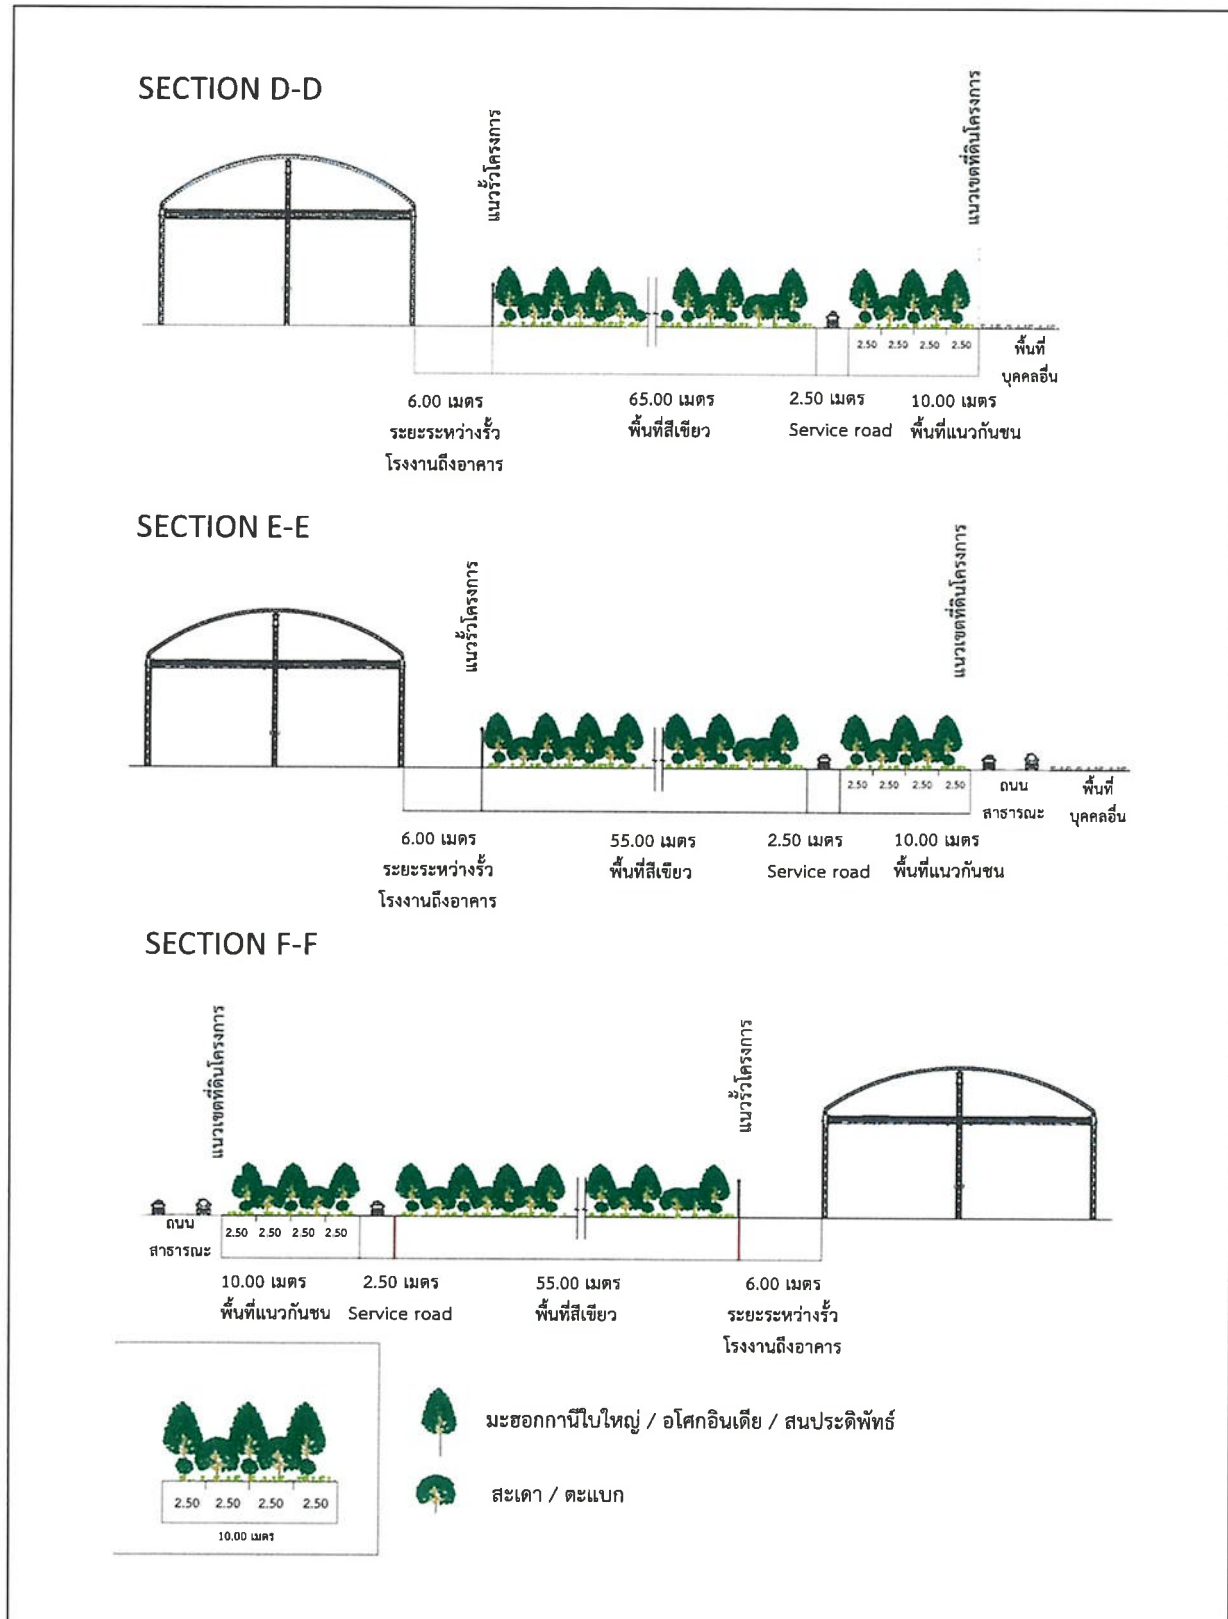 SECTION D-D
แนวรั้วโครงการ
แนวเขตที่ดินโครงการ
2.50 2.50 2.50 2.50
พื้นที่
บุคคลอื่น
6.00 เมตร
ระยะระหว่างรั้ว
โรงงานถึงอาคาร
65.00 เมตร
พื้นที่สีเขียว
2.50 เมตร
Service road
10.00 เมตร
พื้นที่แนวกันชน
SECTION E-E
แนวรั้วโครงการ
แนวเขตที่ดินโครงการ
2.50 2.50 2.50 2.50
ถนน
สาธารณะ
พื้นที่
บุคคลอื่น
6.00 เมตร
ระยะระหว่างรั้ว
โรงงานถึงอาคาร
55.00 เมตร
พื้นที่สีเขียว
2.50 เมตร
Service road
10.00 เมตร
พื้นที่แนวกันชน
SECTION F-F
แนวเขตที่ดินโครงการ
แนวรั้วโครงการ
ถนน
สาธารณะ
2.50 2.50 2.50 2.50
10.00 เมตร
พื้นที่แนวกันชน
2.50 เมตร
Service road
55.00 เมตร
พื้นที่สีเขียว
6.00 เมตร
ระยะระหว่างรั้ว
โรงงานถึงอาคาร
2.50 2.50 2.50 2.50
10.00 เมตร
มะฮอกกานีใบใหญ่ / อโศกอินเดีย / สนประดิพัทธ์
สะเดา / ตะแบก